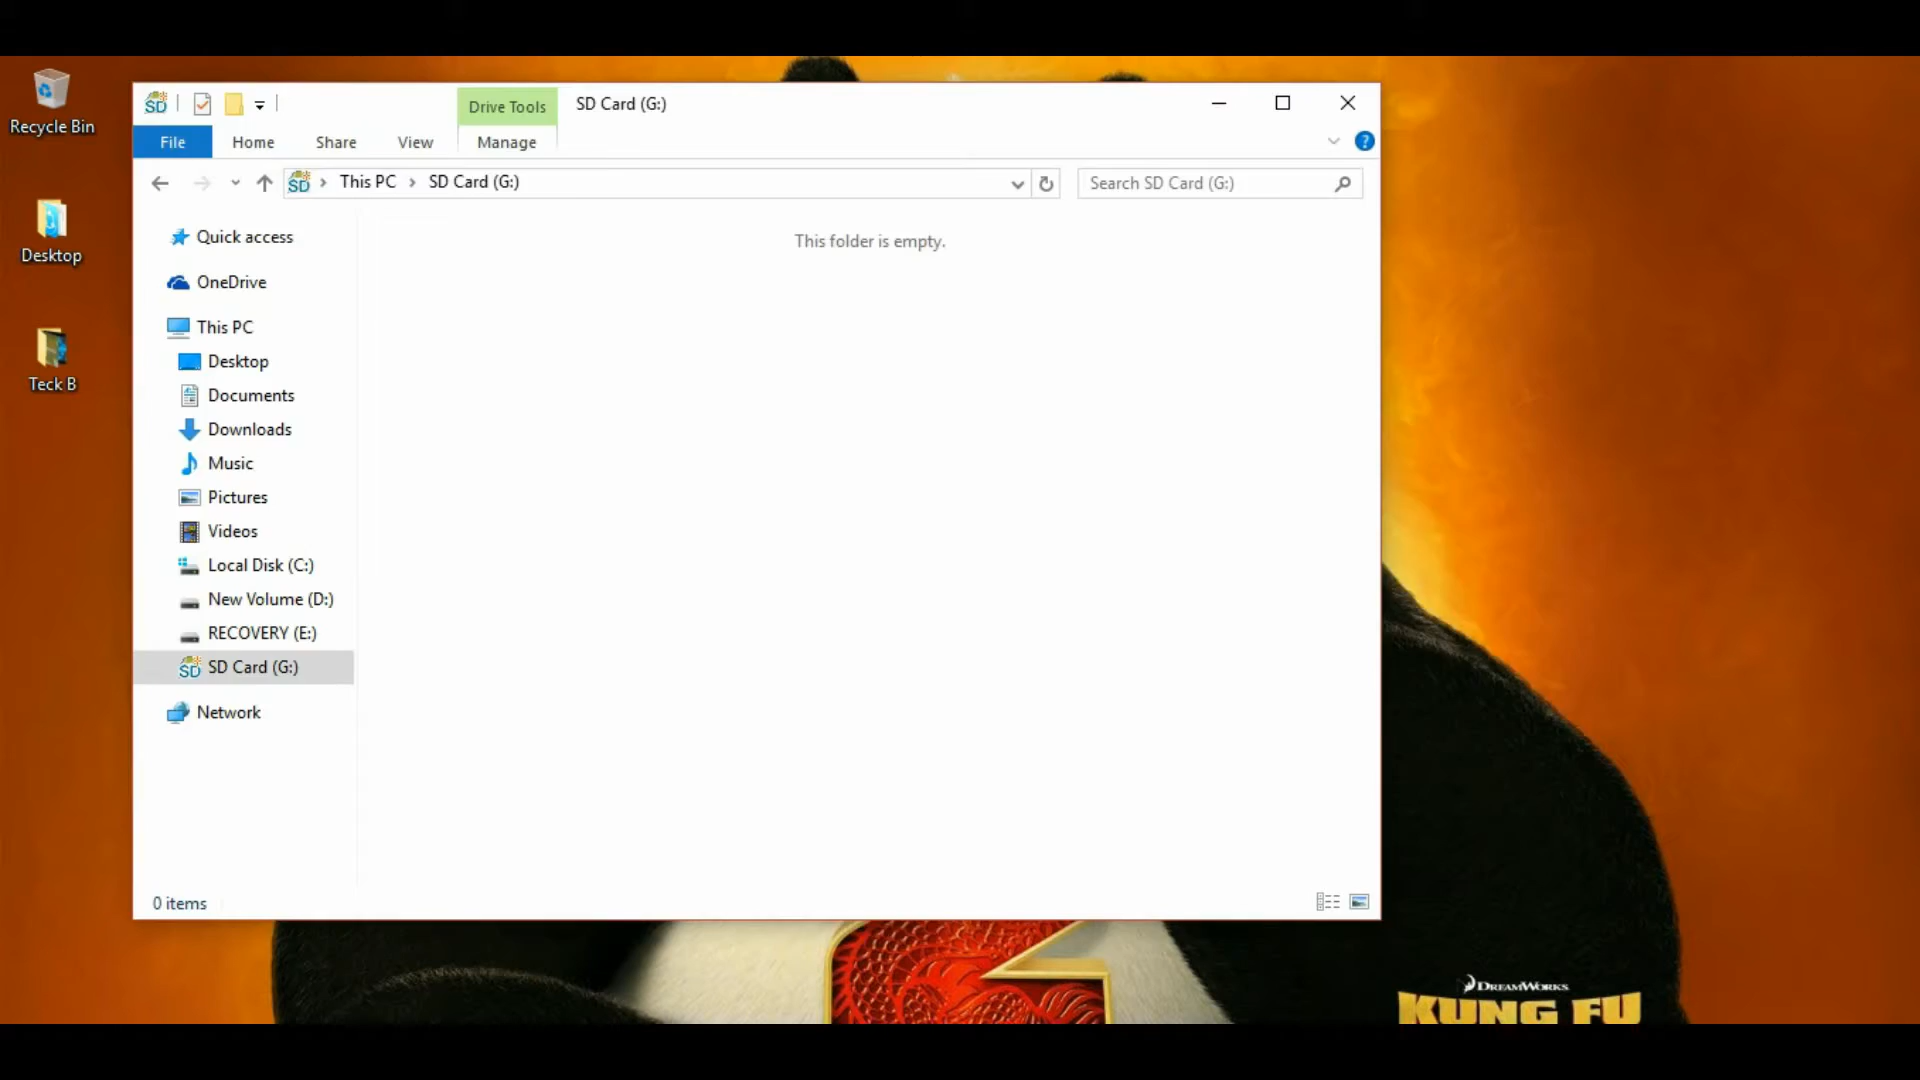 Recycle Bin
Desktop
Teck B
SD
Drive Tools
SD Card (G:)
File
Home
Share
View
Manage
?
SD
This PC
SD Card (G:)
Search SD Card (G:)
Quick access
OneDrive
This PC
Desktop
Documents
Downloads
Music
Pictures
Videos
Local Disk (C:)
New Volume (D:)
RECOVERY (E:)
SD
SD Card (G:)
Network
This folder is empty.
0 items
DREAMWORKS
KUNG FU